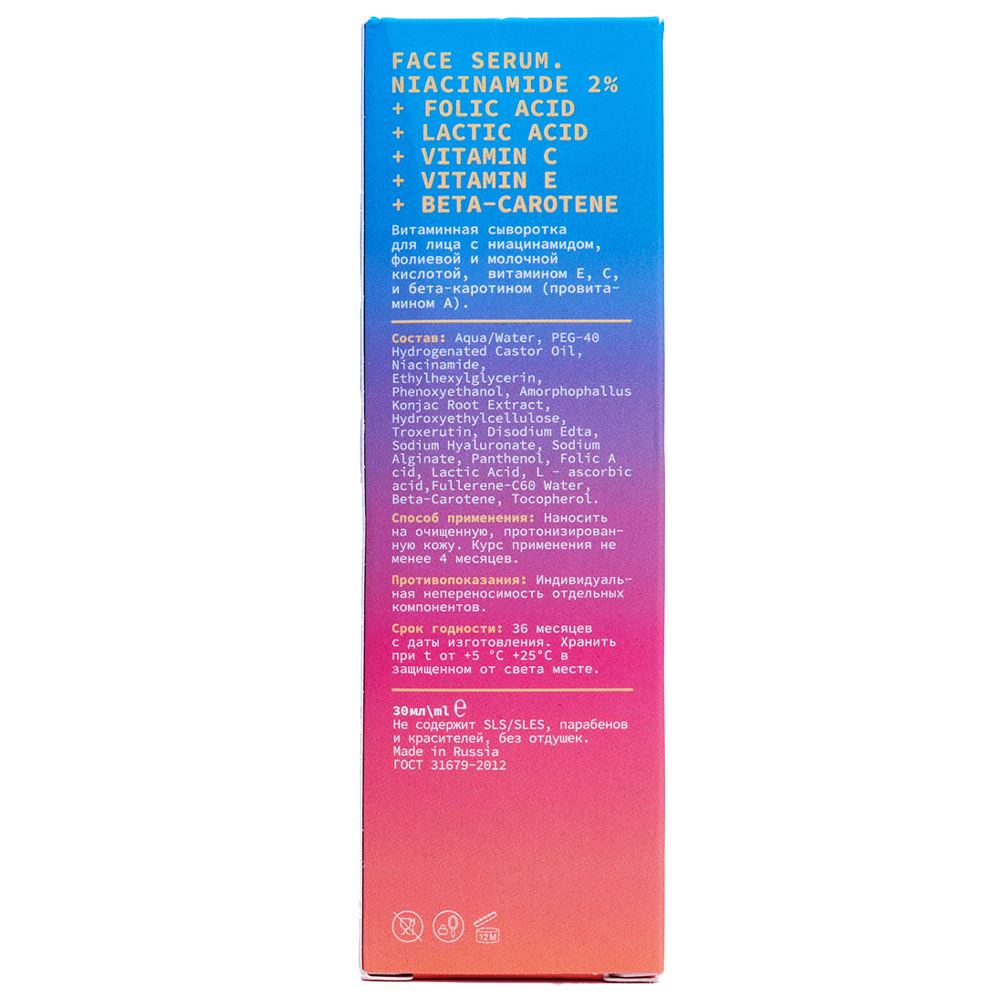 FACE SERUM.
NIACINAMIDE 2%
+ FOLIC ACID
+ LACTIC ACID
+ VITAMIN C
+ VITAMIN E
+ BETA-CAROTENE
Витаминная сыворотка
для лица с ниацинамидом,
фолиевой и молочной
кислотой, витамином Е, С,
и бета-каротином (провита-
мином А).
Состав: Aqua/Water, PEG-40
Hydrogenated Castor Oil,
Niacinamide,
Ethylhexylglycerin,
Phenoxyethanol, Amorphophallus
Konjac Root Extract,
Hydroxyethylcellulose,
Troxerutin, Disodium Edta,
Sodium Hyaluronate, Sodium
Alginate, Panthenol, Folic A
cid, Lactic Acid, L - ascorbic
acid,Fullerene-C60 Water,
Beta-Carotene, Tocopherol.
Способ применения: Наносить
на очищенную, протонизирован-
ную кожу. Курс применения не
менее 4 месяцев.
Противопоказания: Индивидуаль-
ная непереносимость отдельных
компонентов.
Срок годности: 36 месяцев
с даты изготовления. Хранить
при t от +5 °C +25°C в
защищенном от света месте.
30мл\ml ℮
Не содержит SLS/SLES, парабенов
и красителей, без отдушек.
Made in Russia
ГОСТ 31679-2012
12M